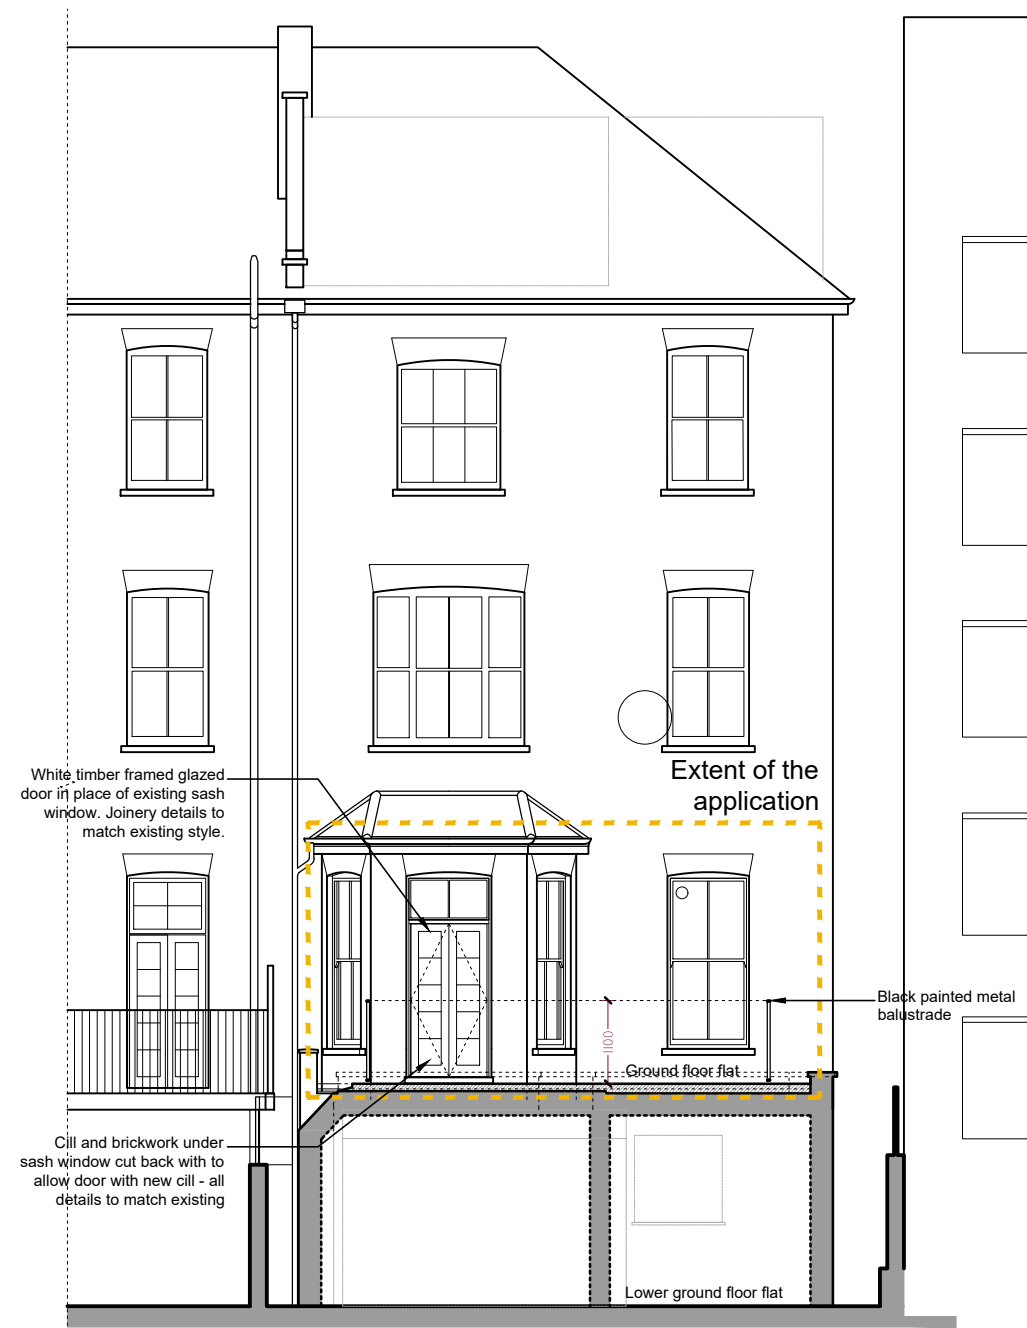 White timber framed glazed
door in place of existing sash
window. Joinery details to
match existing style.
Extent of the
application
Black painted metal
balustrade
1100
Ground floor flat
Cill and brickwork under
sash window cut back with to
allow door with new cill - all
details to match existing
Lower ground floor flat